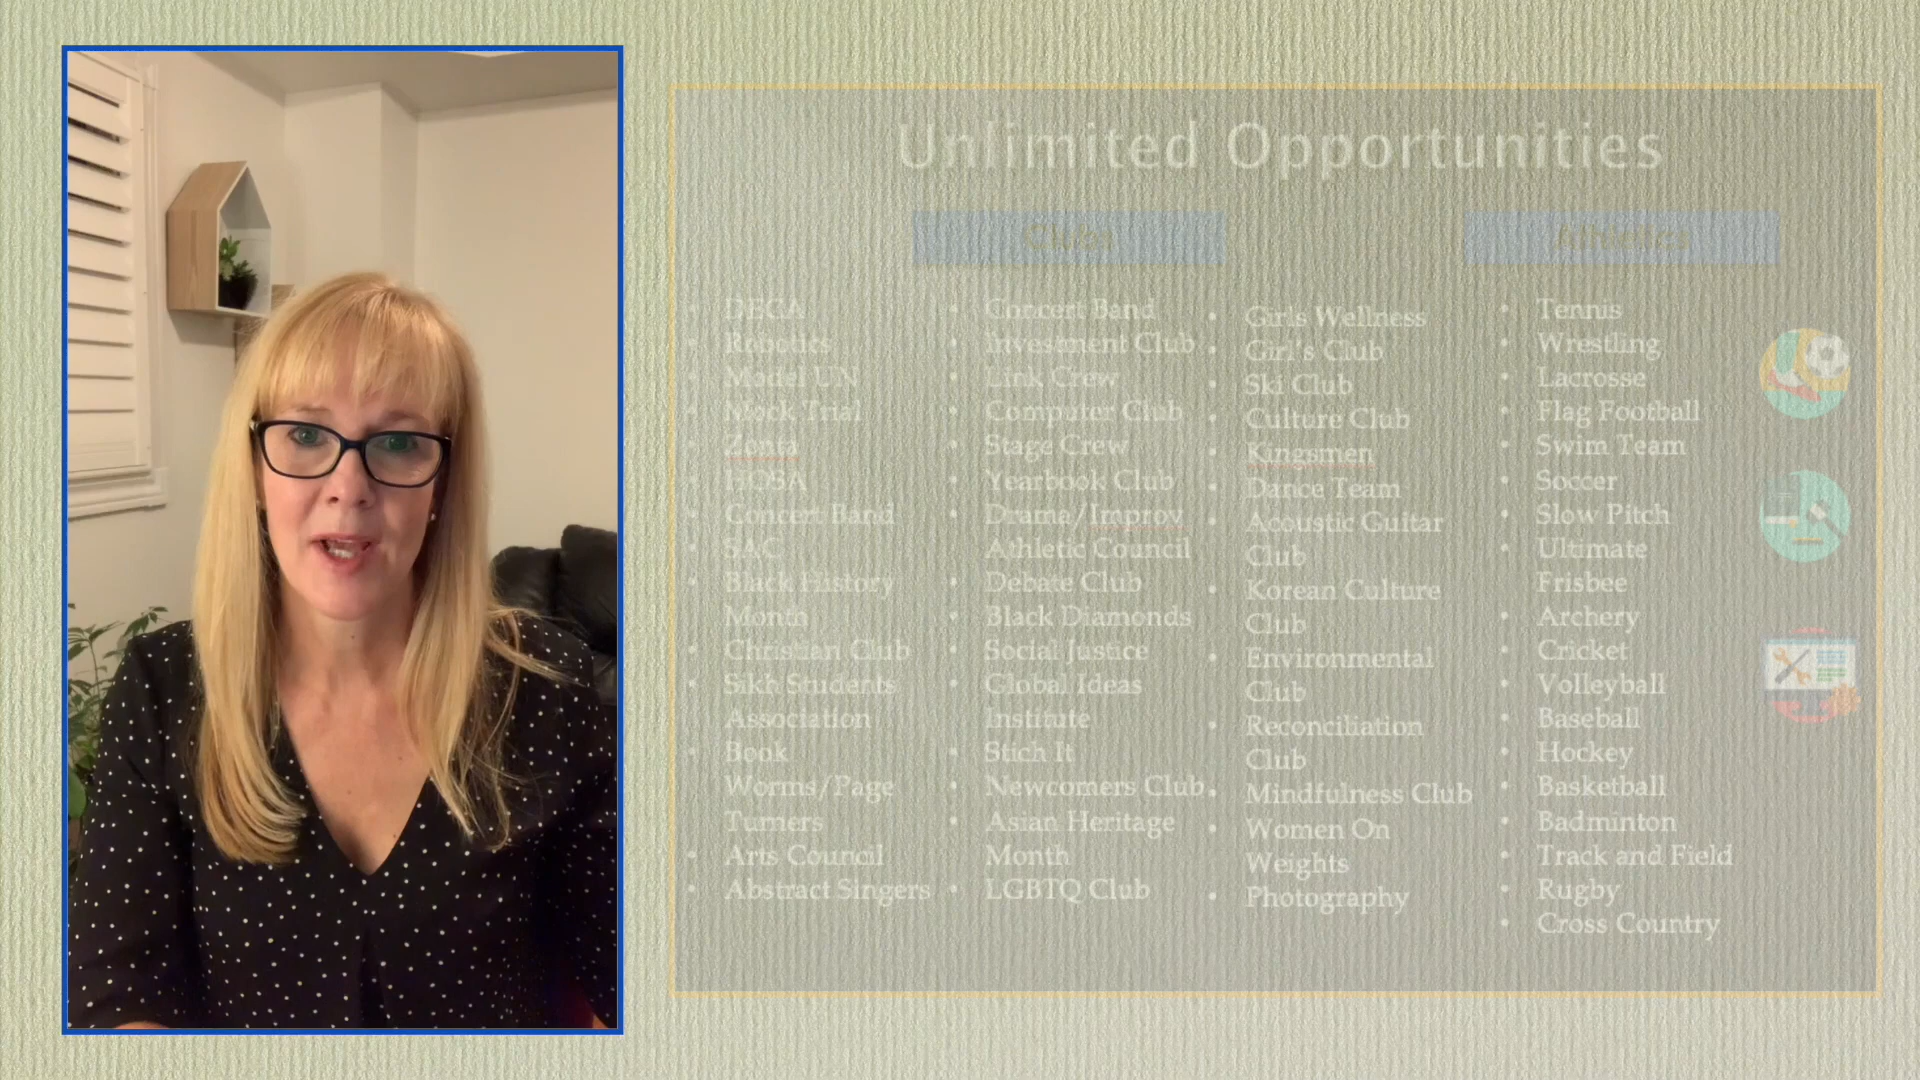 Unlimited Opportunities
Clubs
Athletics
DECA
Robotics
Model UN
Mock Trial
Zonta
HOSA
Concert Band
SAC
Black History
Month
Christian Club
Sikh Students
Association
Book
Worms/Page
Turners
Arts Council
Abstract Singers
Concert Band
Investment Club
Link Crew
Computer Club
Stage Crew
Yearbook Club
Drama/Improv
Athletic Council
Debate Club
Black Diamonds
Social Justice
Global Ideas
Institute
Stich It
Newcomers Club
Asian Heritage
Month
LGBTQ Club
Girls Wellness
Girl's Club
Ski Club
Culture Club
Kingsmen
Dance Team
Acoustic Guitar
Club
Korean Culture
Club
Environmental
Club
Reconciliation
Club
Mindfulness Club
Women On
Weights
Photography
Tennis
Wrestling
Lacrosse
Flag Football
Swim Team
Soccer
Slow Pitch
Ultimate
Frisbee
Archery
Cricket
Volleyball
Baseball
Hockey
Basketball
Badminton
Track and Field
Rugby
Cross Country